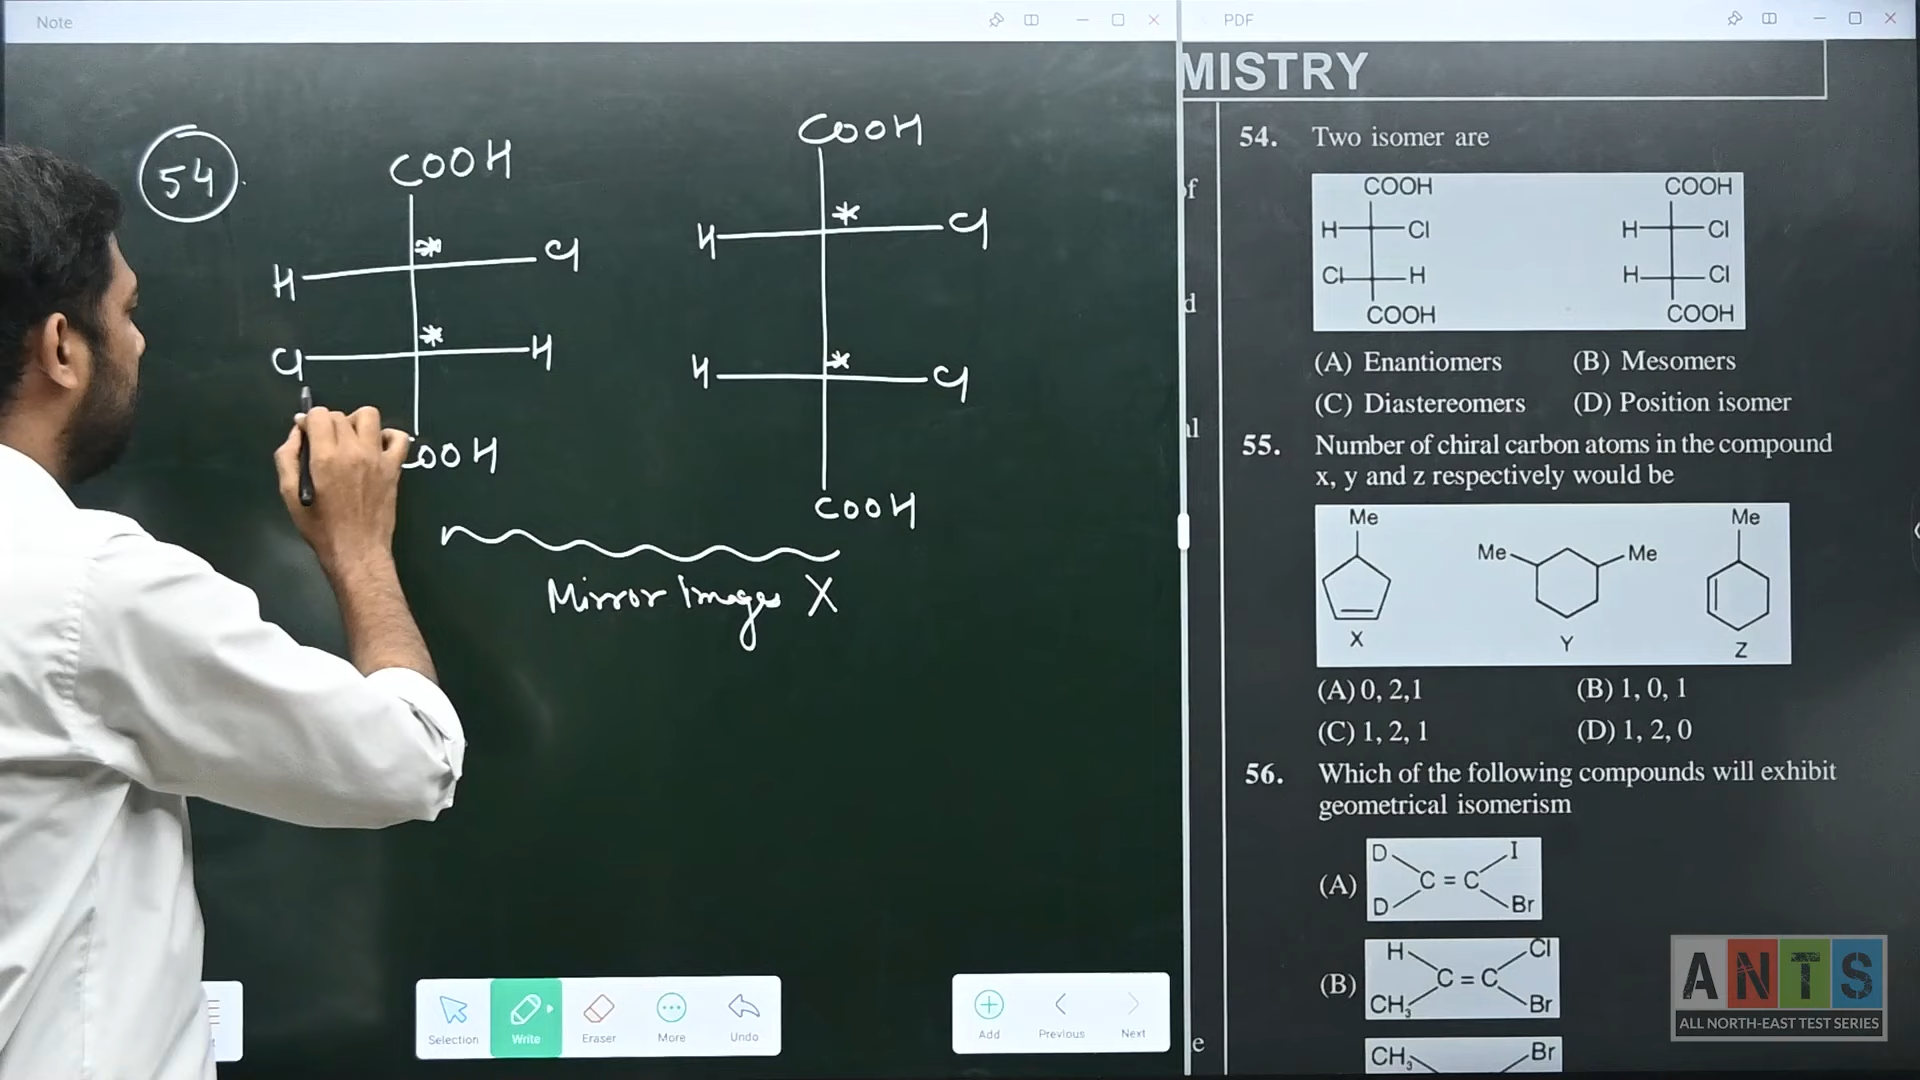 Note
PDF
54
COOH
H Cl
Cl H
COOH
COOH
H Cl
H Cl
COOH
Mirror Images X
Selection
Write
Eraser
More
Undo
Add
Previous
Next
MISTRY
of
d
al
e
54. Two isomer are
COOH COOH
H Cl H Cl
Cl H H Cl
COOH COOH
(A) Enantiomers (B) Mesomers
(C) Diastereomers (D) Position isomer
55. Number of chiral carbon atoms in the compound
x, y and z respectively would be
Me Me
Me Me
X Y Z
(A) 0, 2,1 (B) 1, 0, 1
(C) 1, 2, 1 (D) 1, 2, 0
56. Which of the following compounds will exhibit
geometrical isomerism
(A) D I
C = C
D Br
(B) H Cl
C = C
CH3 Br
CH3 Br
ANTS
ALL NORTH-EAST TEST SERIES